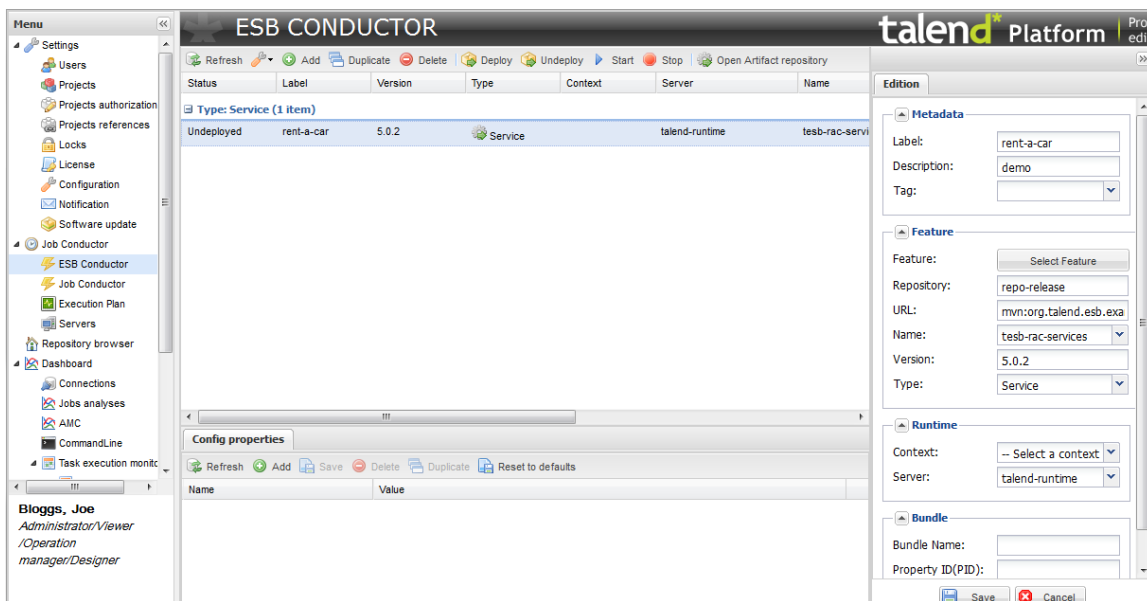 Menu
Settings
Users
Projects
Projects authorization
Projects references
Locks
License
Configuration
Notification
Software update
Job Conductor
ESB Conductor
Job Conductor
Execution Plan
Servers
Repository browser
Dashboard
Connections
Jobs analyses
AMC
CommandLine
Task execution monitc
Bloggs, Joe
Administrator/Viewer
/Operation
manager/Designer
ESB CONDUCTOR
talend* Platform
Pro
edi
Refresh Add Duplicate Delete Deploy Undeploy Start Stop Open Artifact repository
Status Label Version Type Context Server Name
Type: Service (1 item)
Undeployed rent-a-car 5.0.2 Service talend-runtime tesb-rac-servi
Config properties
Refresh Add Save Delete Duplicate Reset to defaults
Name Value
Edition
Metadata
Label: rent-a-car
Description: demo
Tag:
Feature
Feature: Select Feature
Repository: repo-release
URL: mvn:org.talend.esb.exa
Name: tesb-rac-services
Version: 5.0.2
Type: Service
Runtime
Context: -- Select a context
Server: talend-runtime
Bundle
Bundle Name:
Property ID(PID):
Save Cancel